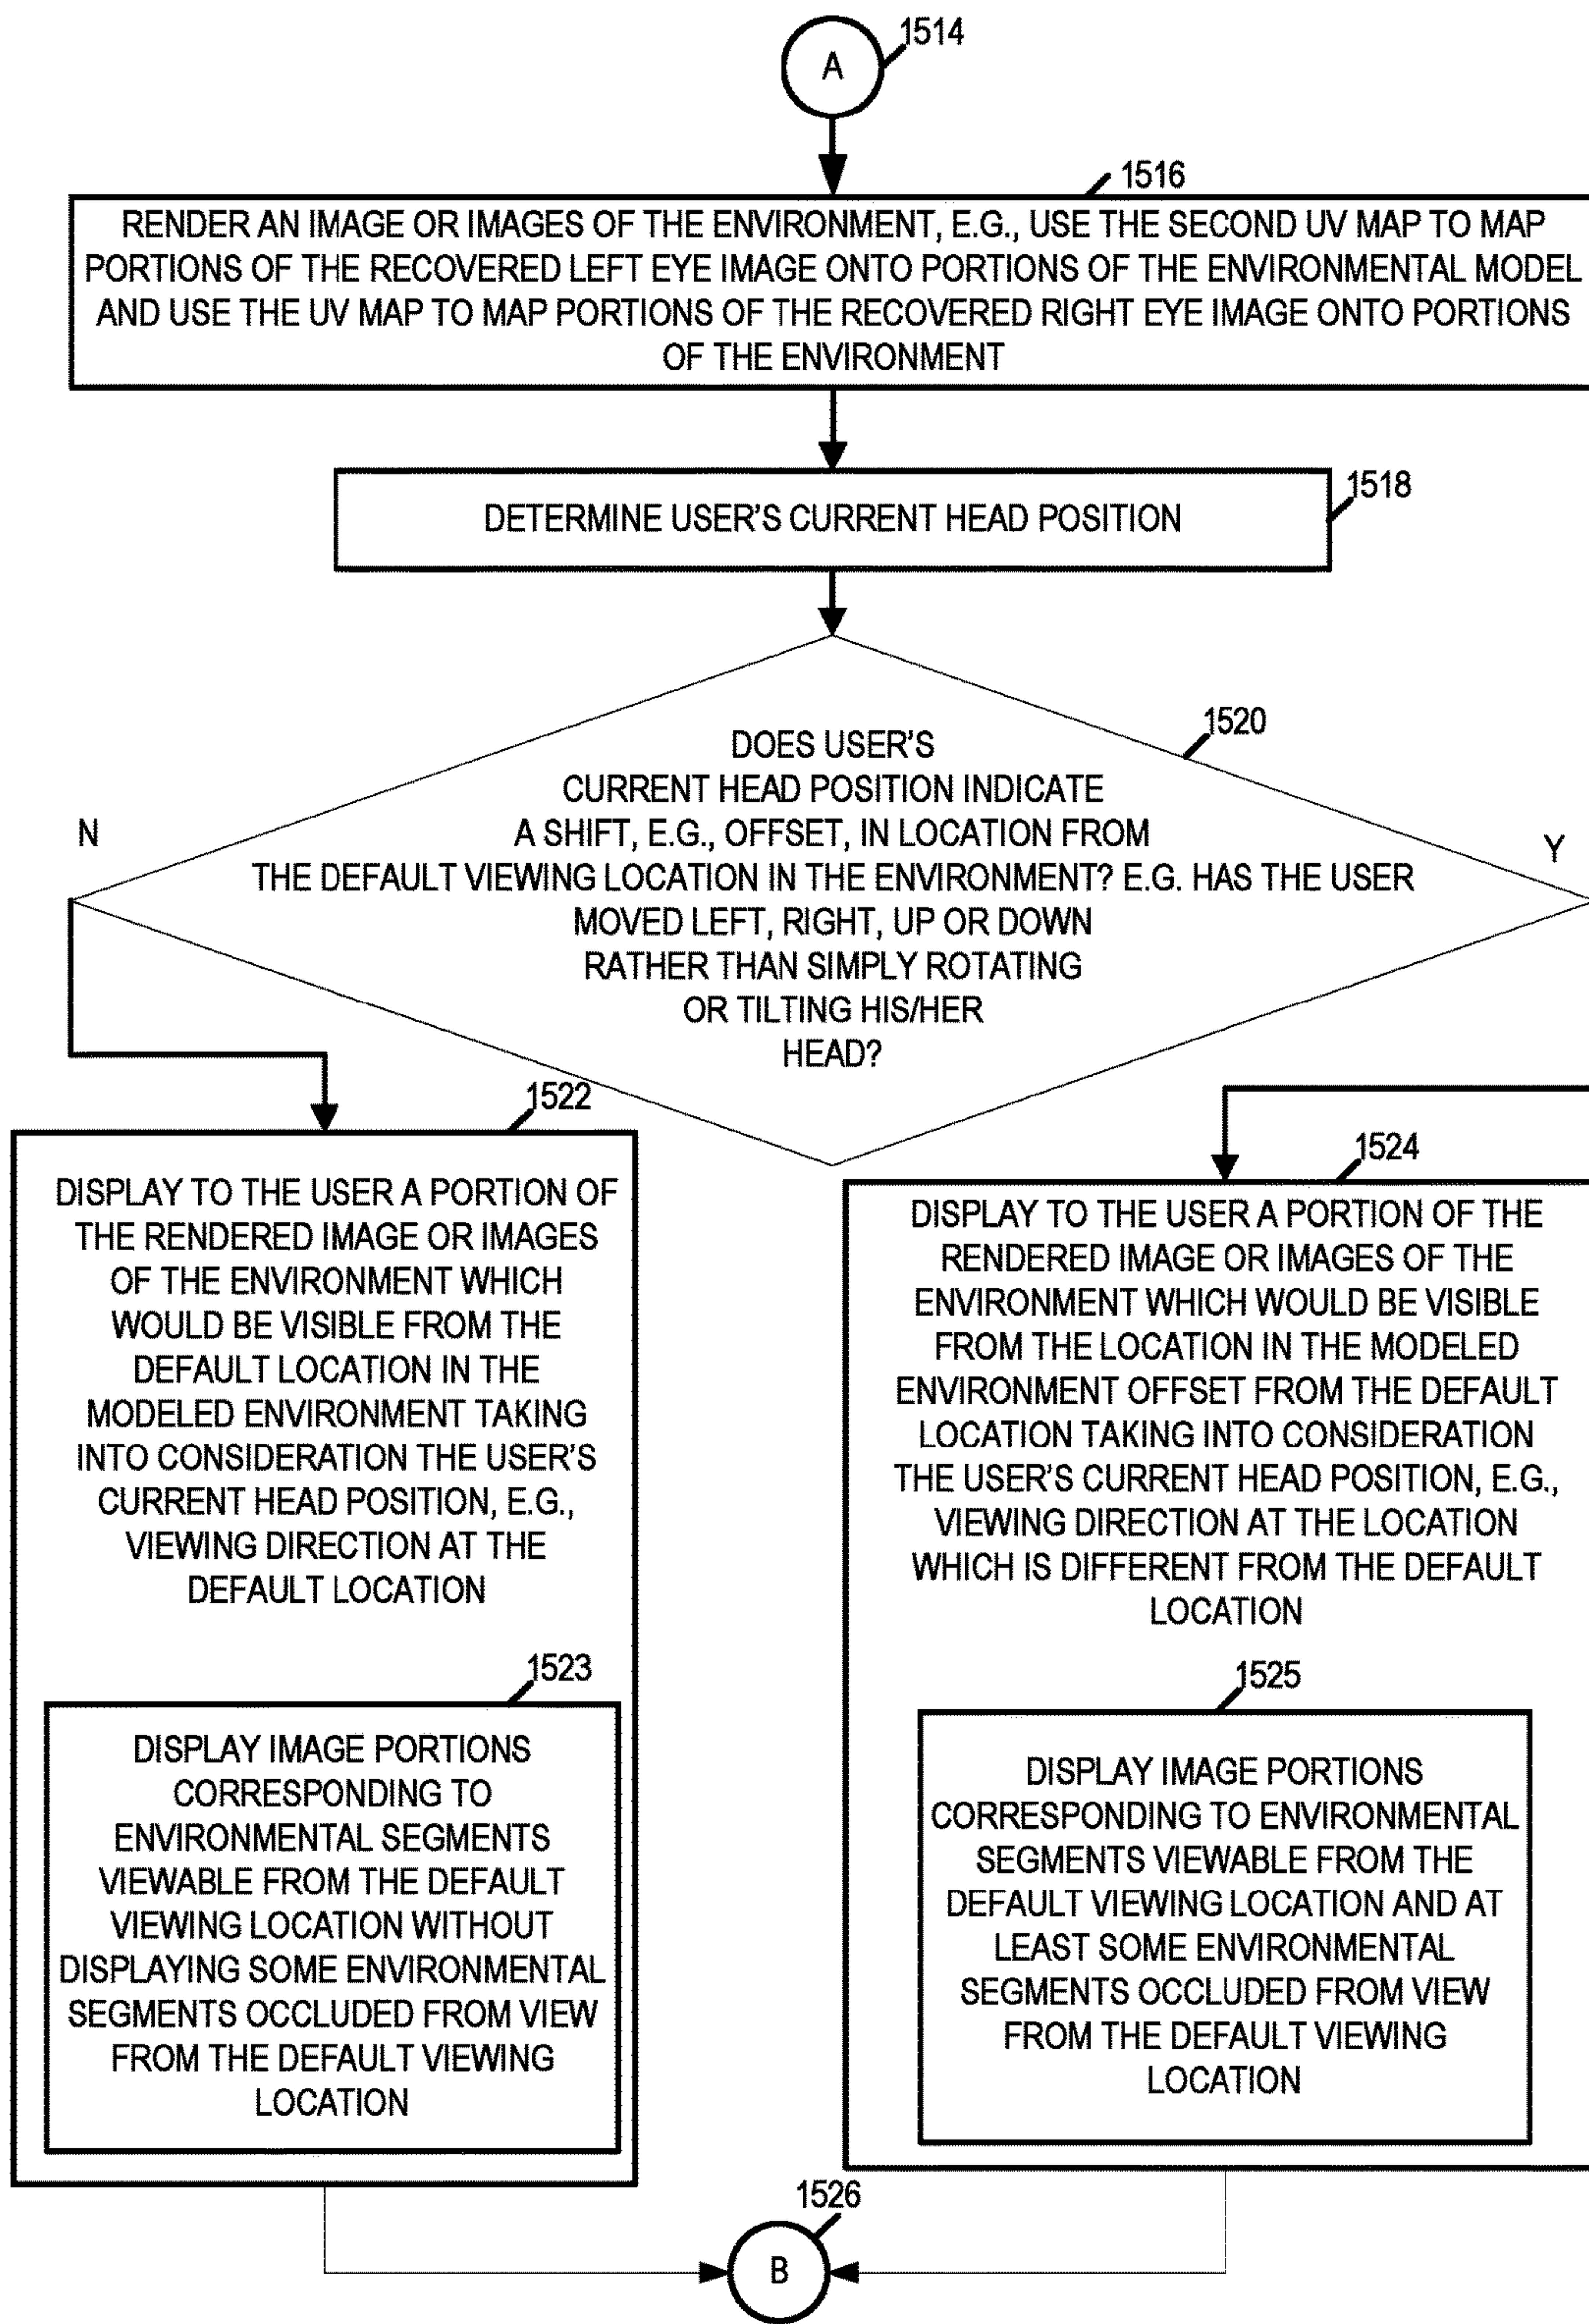 1514
A
1516
RENDER AN IMAGE OR IMAGES OF THE ENVIRONMENT, E.G., USE THE SECOND UV MAP TO MAP
PORTIONS OF THE RECOVERED LEFT EYE IMAGE ONTO PORTIONS OF THE ENVIRONMENTAL MODEL
AND USE THE UV MAP TO MAP PORTIONS OF THE RECOVERED RIGHT EYE IMAGE ONTO PORTIONS
OF THE ENVIRONMENT
1518
DETERMINE USER'S CURRENT HEAD POSITION
1520
DOES USER'S
CURRENT HEAD POSITION INDICATE
A SHIFT, E.G., OFFSET, IN LOCATION FROM
THE DEFAULT VIEWING LOCATION IN THE ENVIRONMENT? E.G. HAS THE USER
MOVED LEFT, RIGHT, UP OR DOWN
RATHER THAN SIMPLY ROTATING
OR TILTING HIS/HER
HEAD?
N
Y
1522
DISPLAY TO THE USER A PORTION OF
THE RENDERED IMAGE OR IMAGES
OF THE ENVIRONMENT WHICH
WOULD BE VISIBLE FROM THE
DEFAULT LOCATION IN THE
MODELED ENVIRONMENT TAKING
INTO CONSIDERATION THE USER'S
CURRENT HEAD POSITION, E.G.,
VIEWING DIRECTION AT THE
DEFAULT LOCATION
1523
DISPLAY IMAGE PORTIONS
CORRESPONDING TO
ENVIRONMENTAL SEGMENTS
VIEWABLE FROM THE DEFAULT
VIEWING LOCATION WITHOUT
DISPLAYING SOME ENVIRONMENTAL
SEGMENTS OCCLUDED FROM VIEW
FROM THE DEFAULT VIEWING
LOCATION
1524
DISPLAY TO THE USER A PORTION OF THE
RENDERED IMAGE OR IMAGES OF THE
ENVIRONMENT WHICH WOULD BE VISIBLE
FROM THE LOCATION IN THE MODELED
ENVIRONMENT OFFSET FROM THE DEFAULT
LOCATION TAKING INTO CONSIDERATION
THE USER'S CURRENT HEAD POSITION, E.G.,
VIEWING DIRECTION AT THE LOCATION
WHICH IS DIFFERENT FROM THE DEFAULT
LOCATION
1525
DISPLAY IMAGE PORTIONS
CORRESPONDING TO ENVIRONMENTAL
SEGMENTS VIEWABLE FROM THE
DEFAULT VIEWING LOCATION AND AT
LEAST SOME ENVIRONMENTAL
SEGMENTS OCCLUDED FROM VIEW
FROM THE DEFAULT VIEWING
LOCATION
1526
B